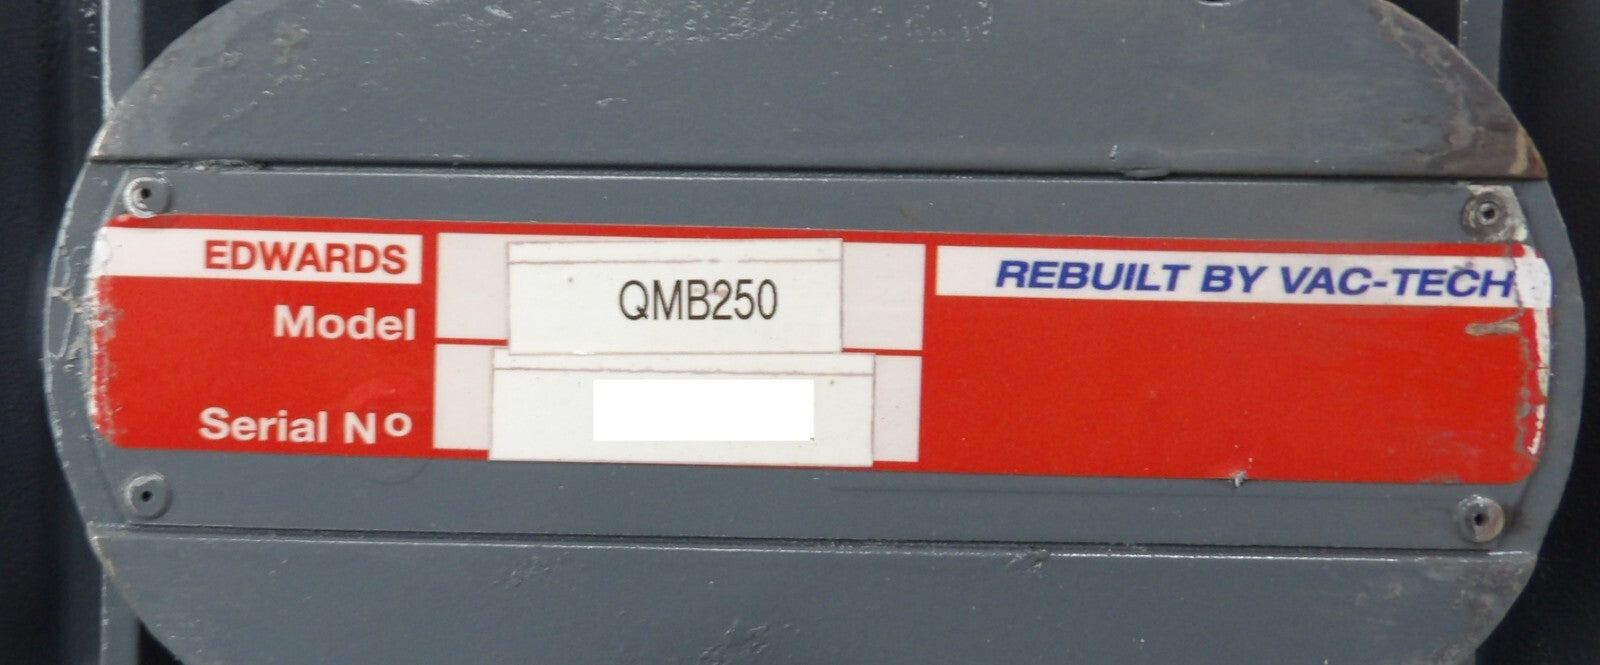 EDWARDS
Model QMB250
Serial No
REBUILT BY VAC-TECH